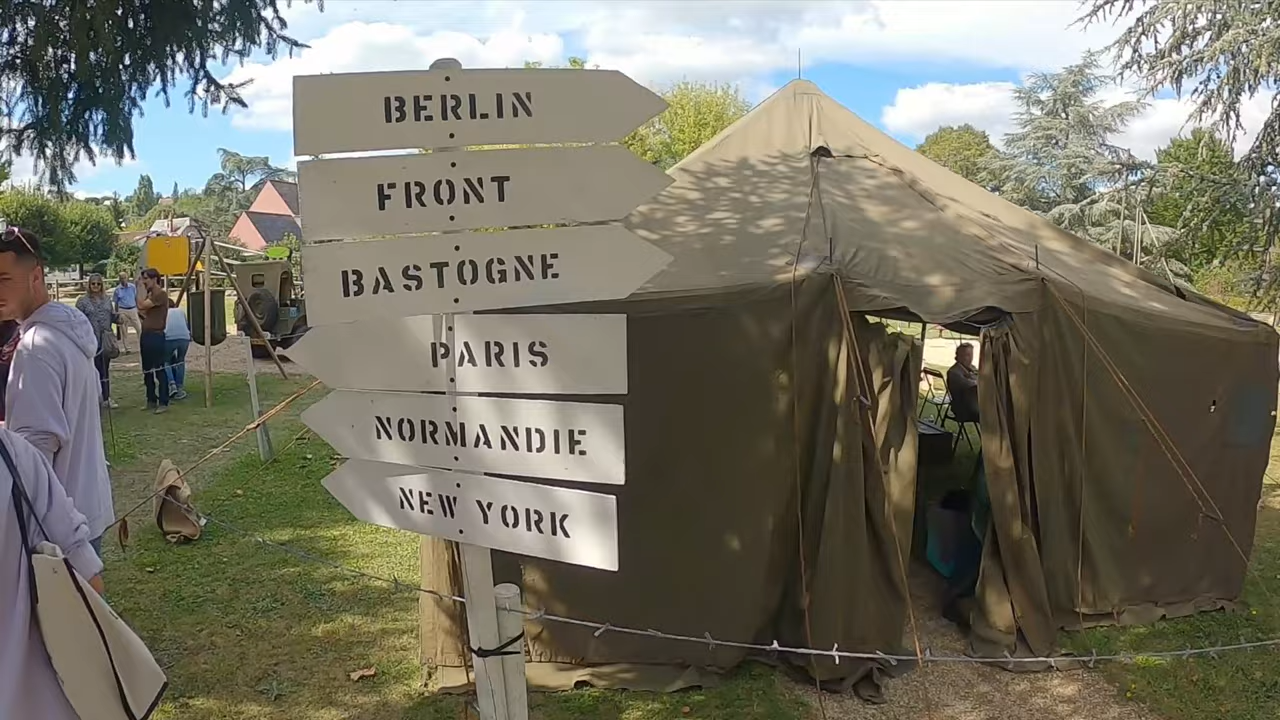 BERLIN
FRONT
BASTOGNE
PARIS
NORMANDIE
NEW YORK